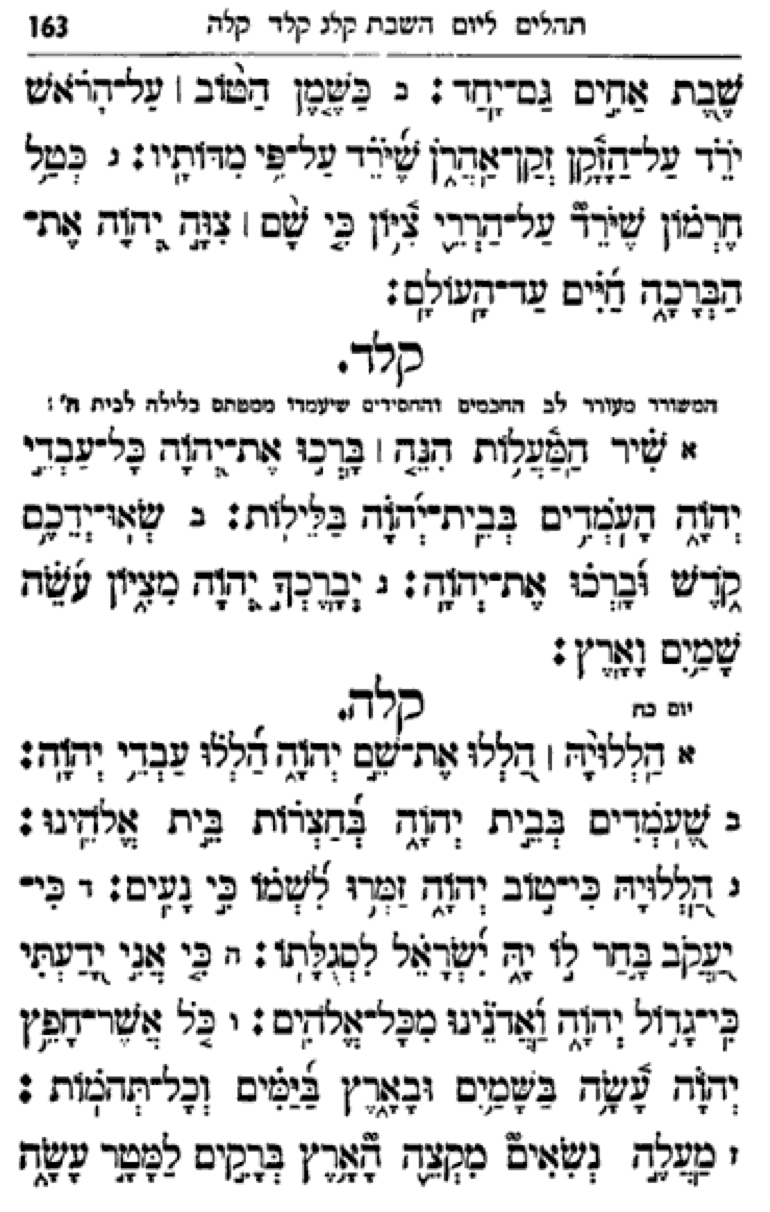 תהלים ליום השבת קלג קלד קלה 163
שֶׁבֶת אַחִים גַּם־יָחַד׃ ב כַּשֶּׁמֶן הַטּוֹב ׀ עַל־הָרֹאשׁ
יֹרֵד עַל־הַזָּקָן זְקַן־אַהֲרֹן שֶׁיֹּרֵד עַל־פִּי מִדּוֹתָיו׃ ג כְּטַל
חֶרְמוֹן שֶׁיֹּרֵד עַל־הַרְרֵי צִיּוֹן כִּי שָׁם ׀ צִוָּה יְהוָה אֶת־
הַבְּרָכָה חַיִּים עַד־הָעוֹלָם׃
קלד.
המשורר מעורר לב החכמים והחסידים שיעמדו ממטתם בלילה לבית ה'׃
א שִׁיר הַמַּעֲלוֹת הִנֵּה ׀ בָּרְכוּ אֶת־יְהוָה כָּל־עַבְדֵי
יְהוָה הָעֹמְדִים בְּבֵית־יְהוָה בַּלֵּילוֹת׃ ב שְׂאוּ־יְדֵכֶם
קֹדֶשׁ וּבָרְכוּ אֶת־יְהוָה׃ ג יְבָרֶכְךָ יְהוָה מִצִּיּוֹן עֹשֵׂה
שָׁמַיִם וָאָרֶץ׃
קלה.
יום כח
א הַלְלוּיָהּ ׀ הַלְלוּ אֶת־שֵׁם יְהוָה הַלְלוּ עַבְדֵי יְהוָה׃
ב שֶׁעֹמְדִים בְּבֵית יְהוָה בְּחַצְרוֹת בֵּית אֱלֹהֵינוּ׃
ג הַלְלוּיָהּ כִּי־טוֹב יְהוָה זַמְּרוּ לִשְׁמוֹ כִּי נָעִים׃ ד כִּי־
יַעֲקֹב בָּחַר לוֹ יָהּ יִשְׂרָאֵל לִסְגֻלָּתוֹ׃ ה כִּי אֲנִי יָדַעְתִּי
כִּי־גָדוֹל יְהוָה וַאֲדֹנֵינוּ מִכָּל־אֱלֹהִים׃ ו כֹּל אֲשֶׁר־חָפֵץ
יְהוָה עָשָׂה בַּשָּׁמַיִם וּבָאָרֶץ בַּיַּמִּים וְכָל־תְּהֹמוֹת׃
ז מַעֲלֶה נְשִׂאִים מִקְצֵה הָאָרֶץ בְּרָקִים לַמָּטָר עָשָׂה